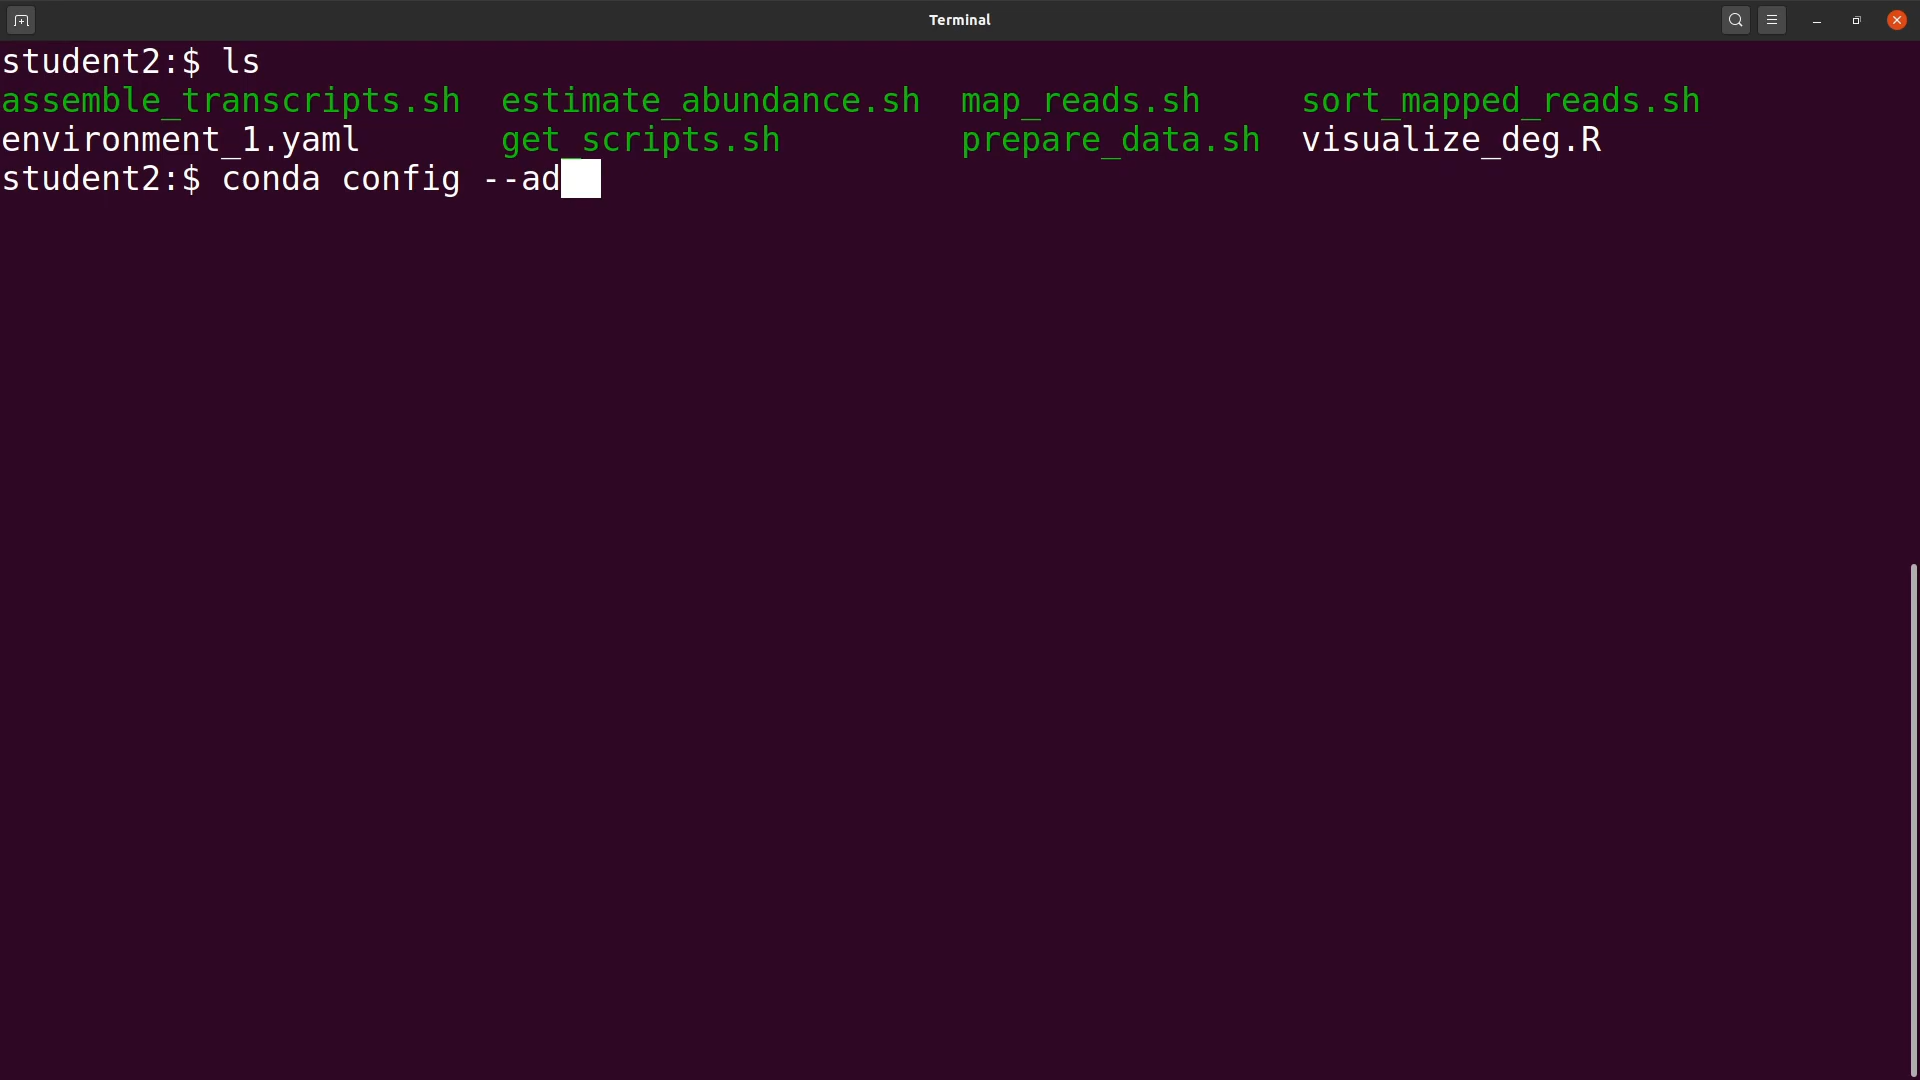 Terminal
student2:$ ls
assemble_transcripts.sh  estimate_abundance.sh  map_reads.sh     sort_mapped_reads.sh
environment_1.yaml       get_scripts.sh         prepare_data.sh  visualize_deg.R
student2:$ conda config --ad